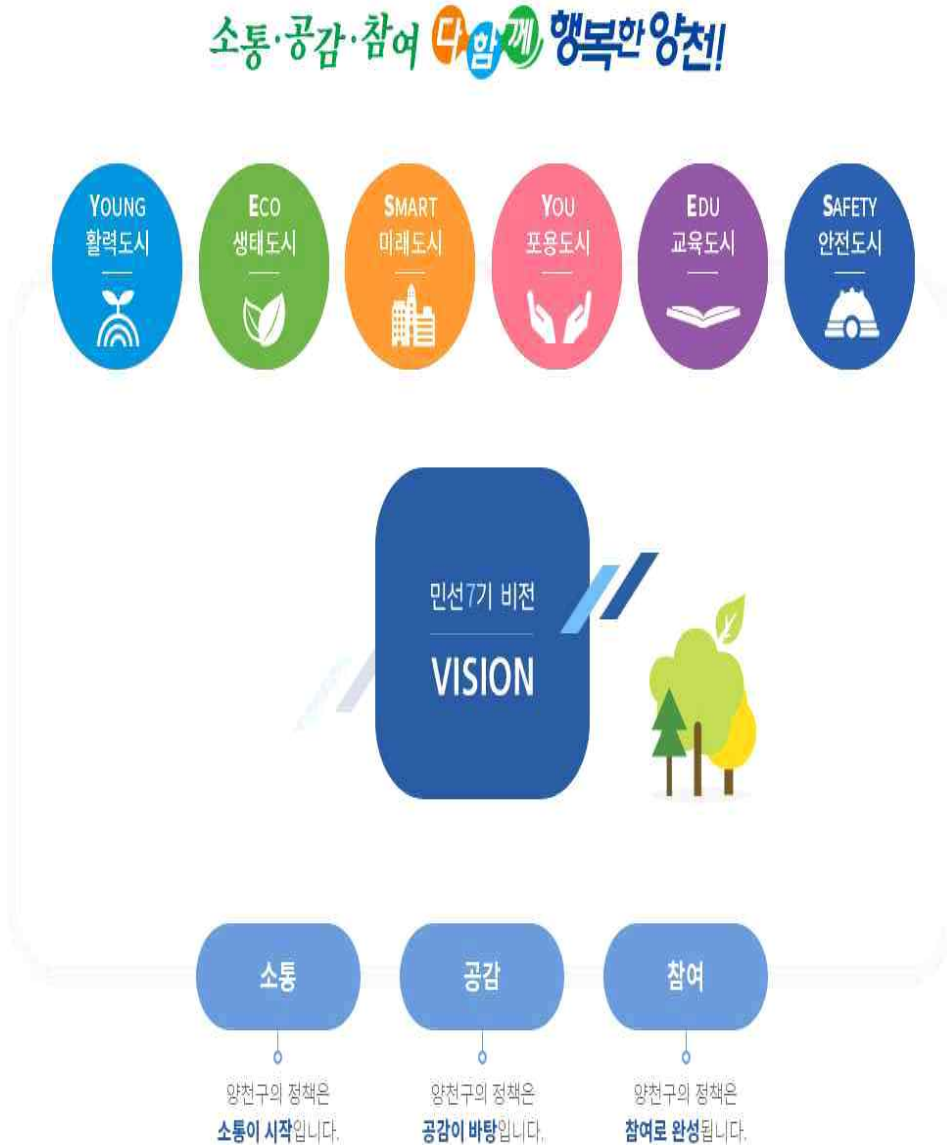 소통·공감·참여 다함께 행복한 양천!
YOUNG
활력도시
ECO
생태도시
SMART
미래도시
YOU
포용도시
EDU
교육도시
SAFETY
안전도시
민선7기 비전
VISION
소통
양천구의 정책은
소통이 시작입니다.
공감
양천구의 정책은
공감이 바탕입니다.
참여
양천구의 정책은
참여로 완성됩니다.